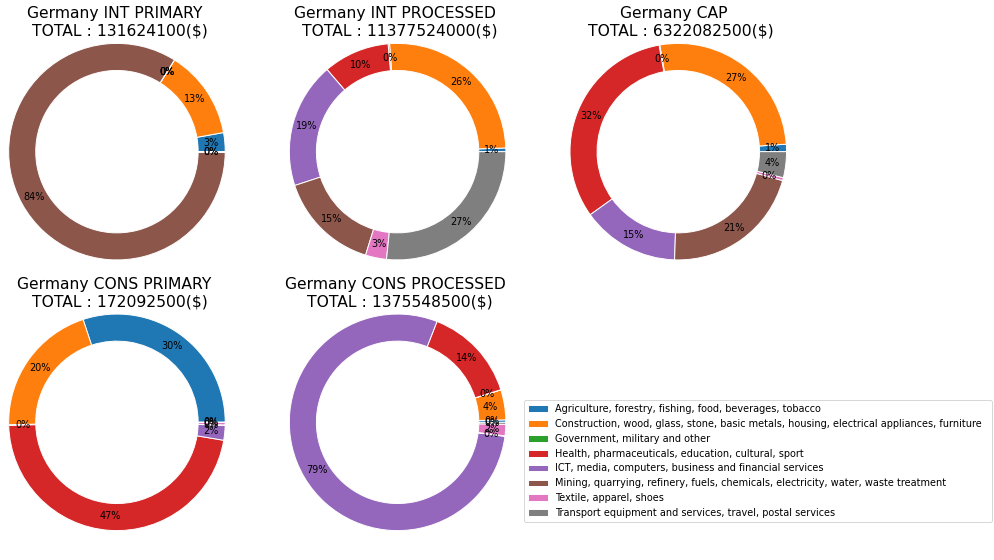 Germany INT PRIMARY
TOTAL : 131624100($)
0%
13%
3%
0%
84%
Germany INT PROCESSED
TOTAL : 11377524000($)
0%
10%
26%
19%
1%
15%
3%
27%
Germany CAP
TOTAL : 6322082500($)
0%
27%
32%
1%
4%
0%
15%
21%
Germany CONS PRIMARY
TOTAL : 172092500($)
30%
20%
0%
0%
2%
47%
Germany CONS PROCESSED
TOTAL : 1375548500($)
14%
0%
4%
0%
0%
79%
Agriculture, forestry, fishing, food, beverages, tobacco
Construction, wood, glass, stone, basic metals, housing, electrical appliances, furniture
Government, military and other
Health, pharmaceuticals, education, cultural, sport
ICT, media, computers, business and financial services
Mining, quarrying, refinery, fuels, chemicals, electricity, water, waste treatment
Textile, apparel, shoes
Transport equipment and services, travel, postal services